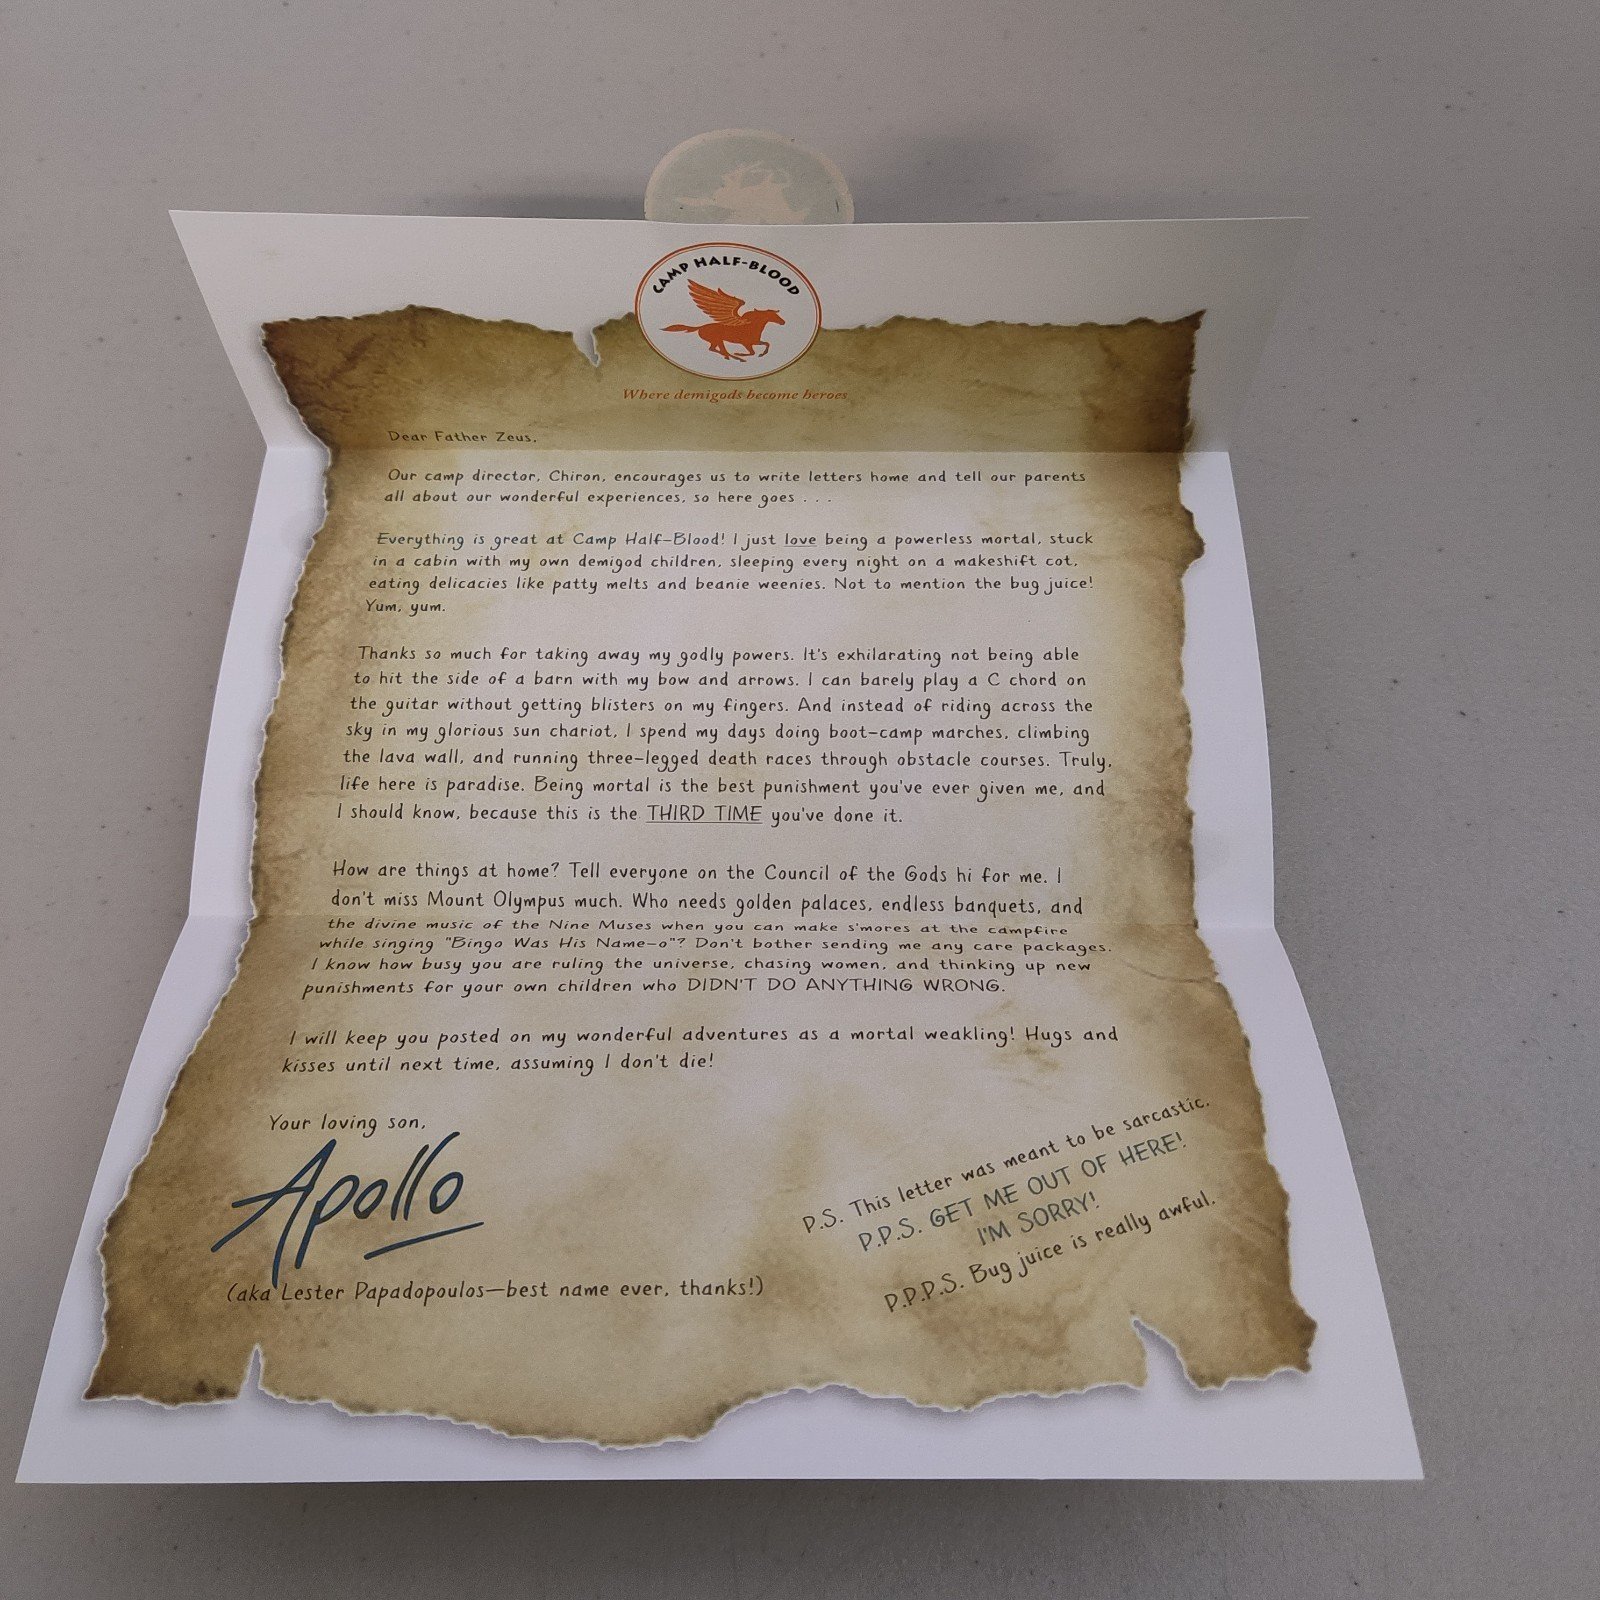 CAMP HALF-BLOOD
Where demigods become heroes
Dear Father Zeus,
Our camp director, Chiron, encourages us to write letters home and tell our parents
all about our wonderful experiences, so here goes . . .
Everything is great at Camp Half-Blood! I just love being a powerless mortal, stuck
in a cabin with my own demigod children, sleeping every night on a makeshift cot,
eating delicacies like patty melts and beanie weenies. Not to mention the bug juice!
Yum, yum.
Thanks so much for taking away my godly powers. It's exhilarating not being able
to hit the side of a barn with my bow and arrows. I can barely play a C chord on
the guitar without getting blisters on my fingers. And instead of riding across the
sky in my glorious sun chariot, I spend my days doing boot-camp marches, climbing
the lava wall, and running three-legged death races through obstacle courses. Truly,
life here is paradise. Being mortal is the best punishment you've ever given me, and
I should know, because this is the THIRD TIME you've done it.
How are things at home? Tell everyone on the Council of the Gods hi for me. I
don't miss Mount Olympus much. Who needs golden palaces, endless banquets, and
the divine music of the Nine Muses when you can make s'mores at the campfire
while singing "Bingo Was His Name-o"? Don't bother sending me any care packages.
I know how busy you are ruling the universe, chasing women, and thinking up new
punishments for your own children who DIDN'T DO ANYTHING WRONG.
I will keep you posted on my wonderful adventures as a mortal weakling! Hugs and
kisses until next time, assuming I don't die!
Your loving son,
Apollo
(aka Lester Papadopoulos—best name ever, thanks!)
P.S. This letter was meant to be sarcastic.
P.P.S. GET ME OUT OF HERE!
I'M SORRY!
P.P.P.S. Bug juice is really awful.